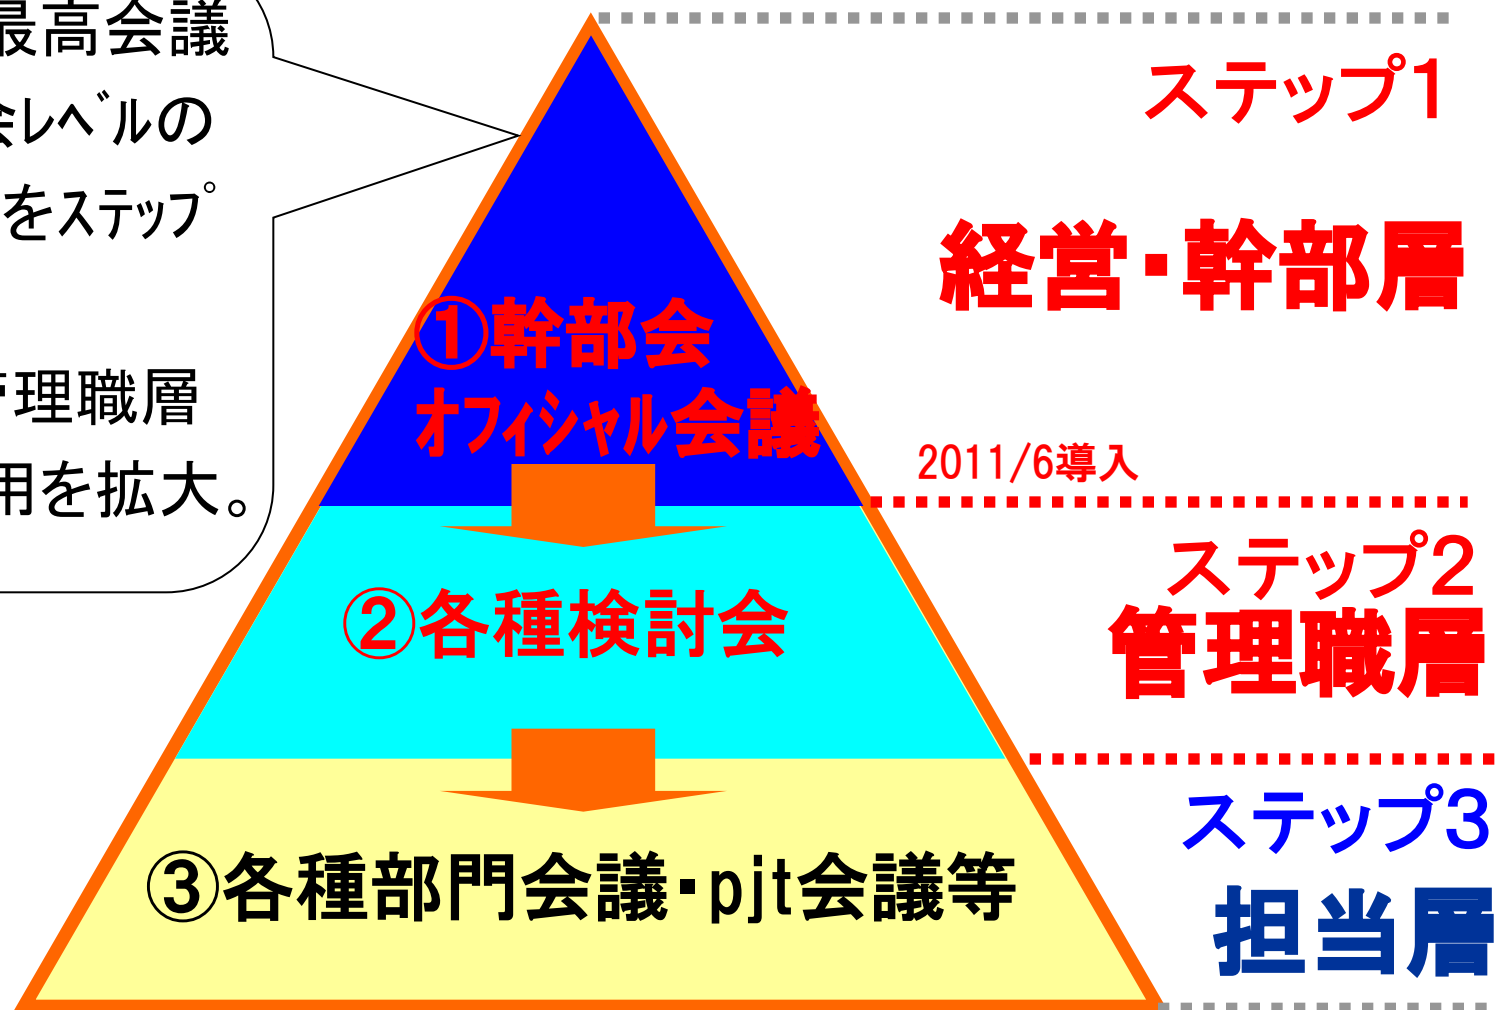 最高会議
会レベルの
をステップ
管理職層
用を拡大。
ステップ1
経営・幹部層
①幹部会
オフィシャル会議
2011/6導入
ステップ2
管理職層
②各種検討会
ステップ3
担当層
③各種部門会議・pjt会議等